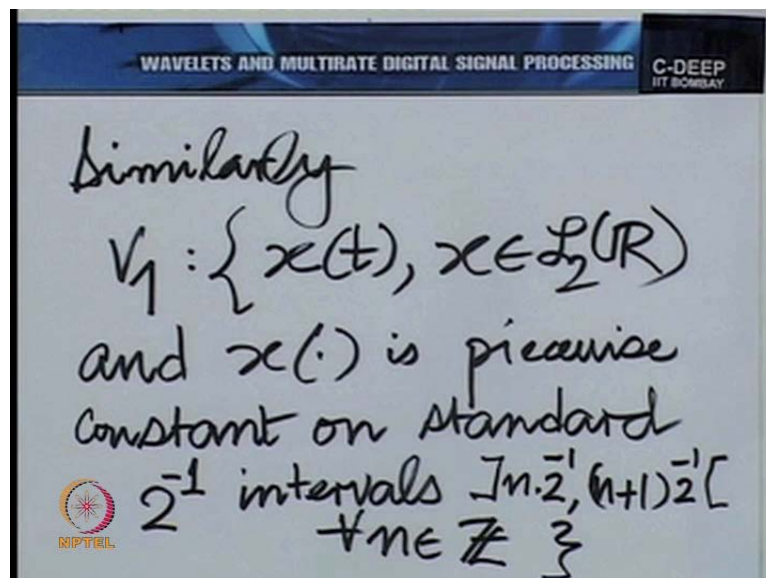 WAVELETS AND MULTIRATE DIGITAL SIGNAL PROCESSING
C-DEEP
IIT BOMBAY
Similarly
V₁ : { x(t), x ∈ ℒ₂(ℝ)
and x(·) is piecewise
constant on standard
2⁻¹ intervals ]n·2⁻¹, (n+1)2⁻¹[
∀n ∈ ℤ }
NPTEL